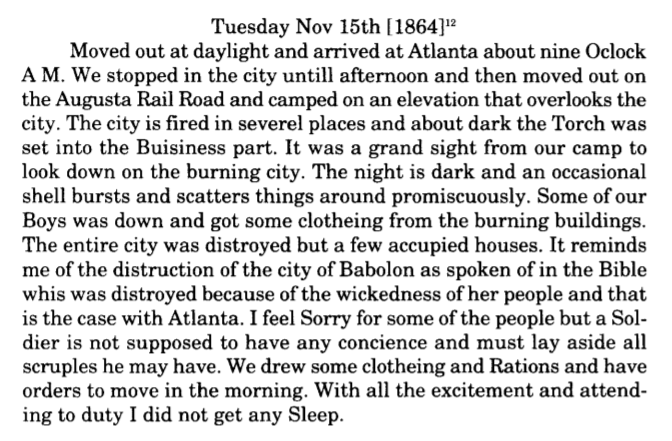 Tuesday Nov 15th [1864]¹²
Moved out at daylight and arrived at Atlanta about nine Oclock
A M. We stopped in the city untill afternoon and then moved out on
the Augusta Rail Road and camped on an elevation that overlooks the
city. The city is fired in severel places and about dark the Torch was
set into the Buisiness part. It was a grand sight from our camp to
look down on the burning city. The night is dark and an occasional
shell bursts and scatters things around promiscuously. Some of our
Boys was down and got some clotheing from the burning buildings.
The entire city was distroyed but a few accupied houses. It reminds
me of the distruction of the city of Babolon as spoken of in the Bible
whis was distroyed because of the wickedness of her people and that
is the case with Atlanta. I feel Sorry for some of the people but a Sol-
dier is not supposed to have any concience and must lay aside all
scruples he may have. We drew some clotheing and Rations and have
orders to move in the morning. With all the excitement and attend-
ing to duty I did not get any Sleep.